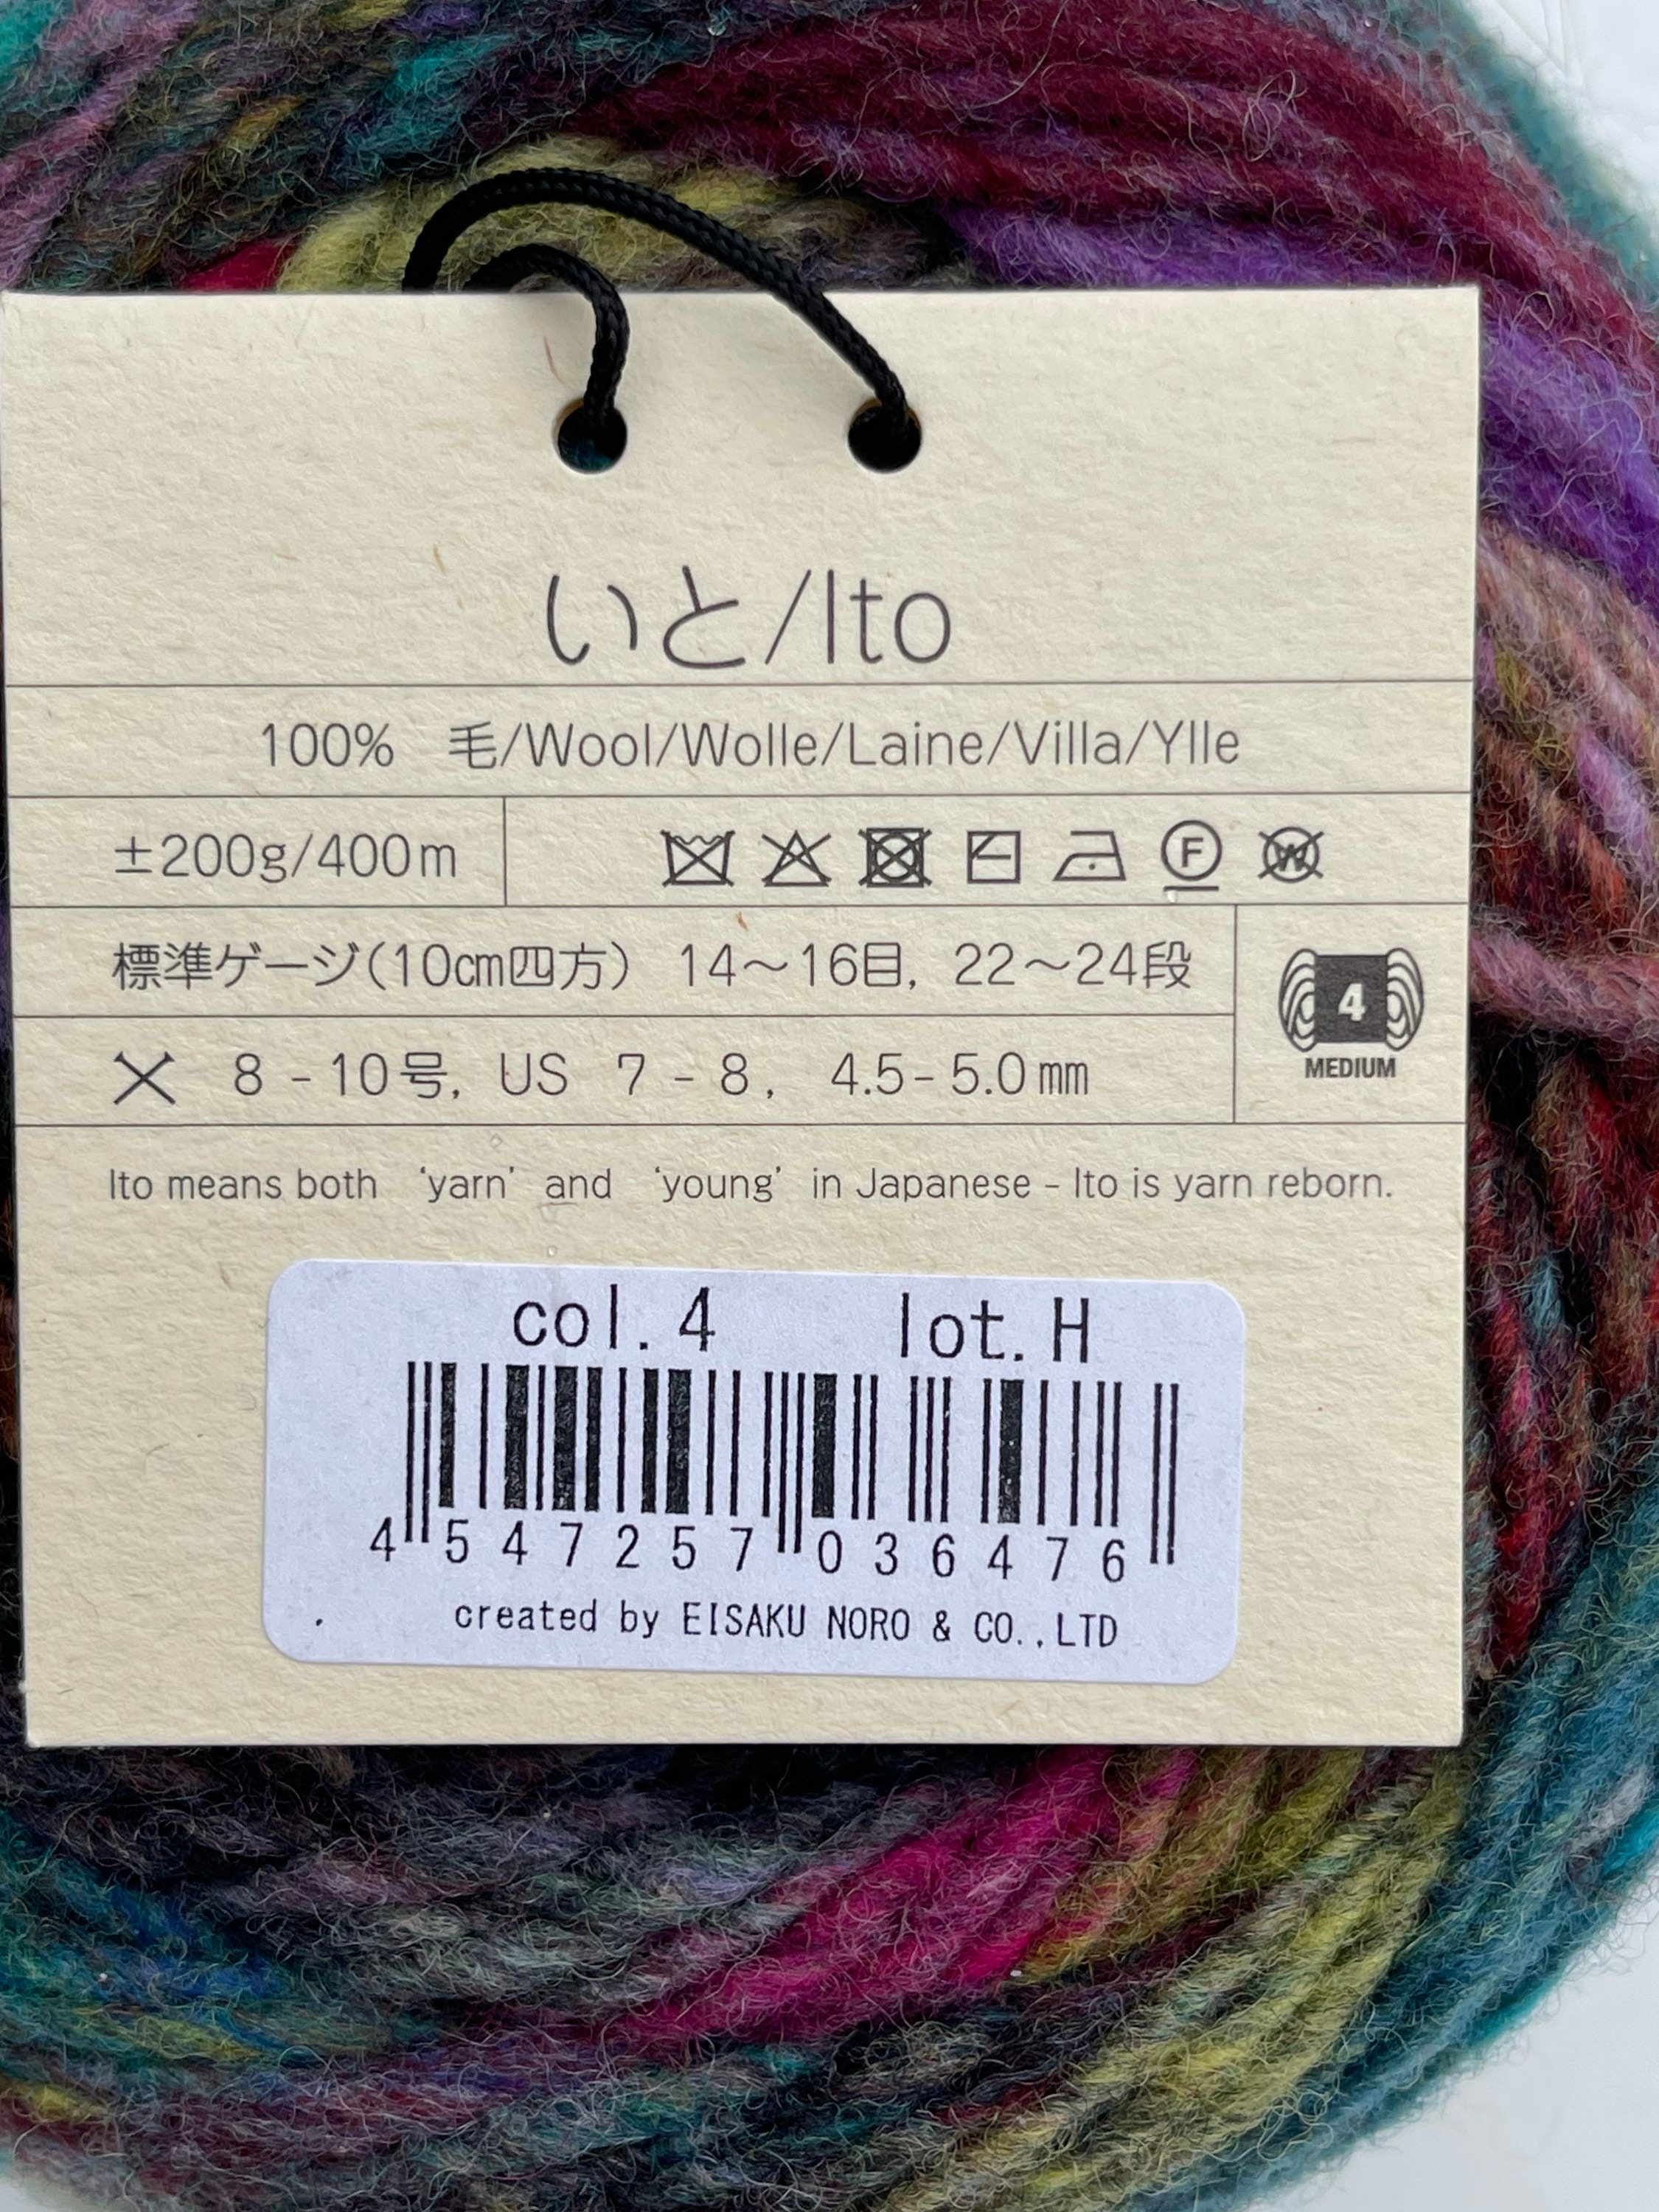 いと/Ito
100% 毛/Wool/Wolle/Laine/Villa/Ylle
±200g/400m
F
W
標準ゲージ(10cm四方) 14～16目, 22～24段
8-10号, US 7-8, 4.5-5.0mm
4
MEDIUM
Ito means both 'yarn' and 'young' in Japanese - Ito is yarn reborn.
col.4 lot.H
4 547257 036476
created by EISAKU NORO & CO.,LTD